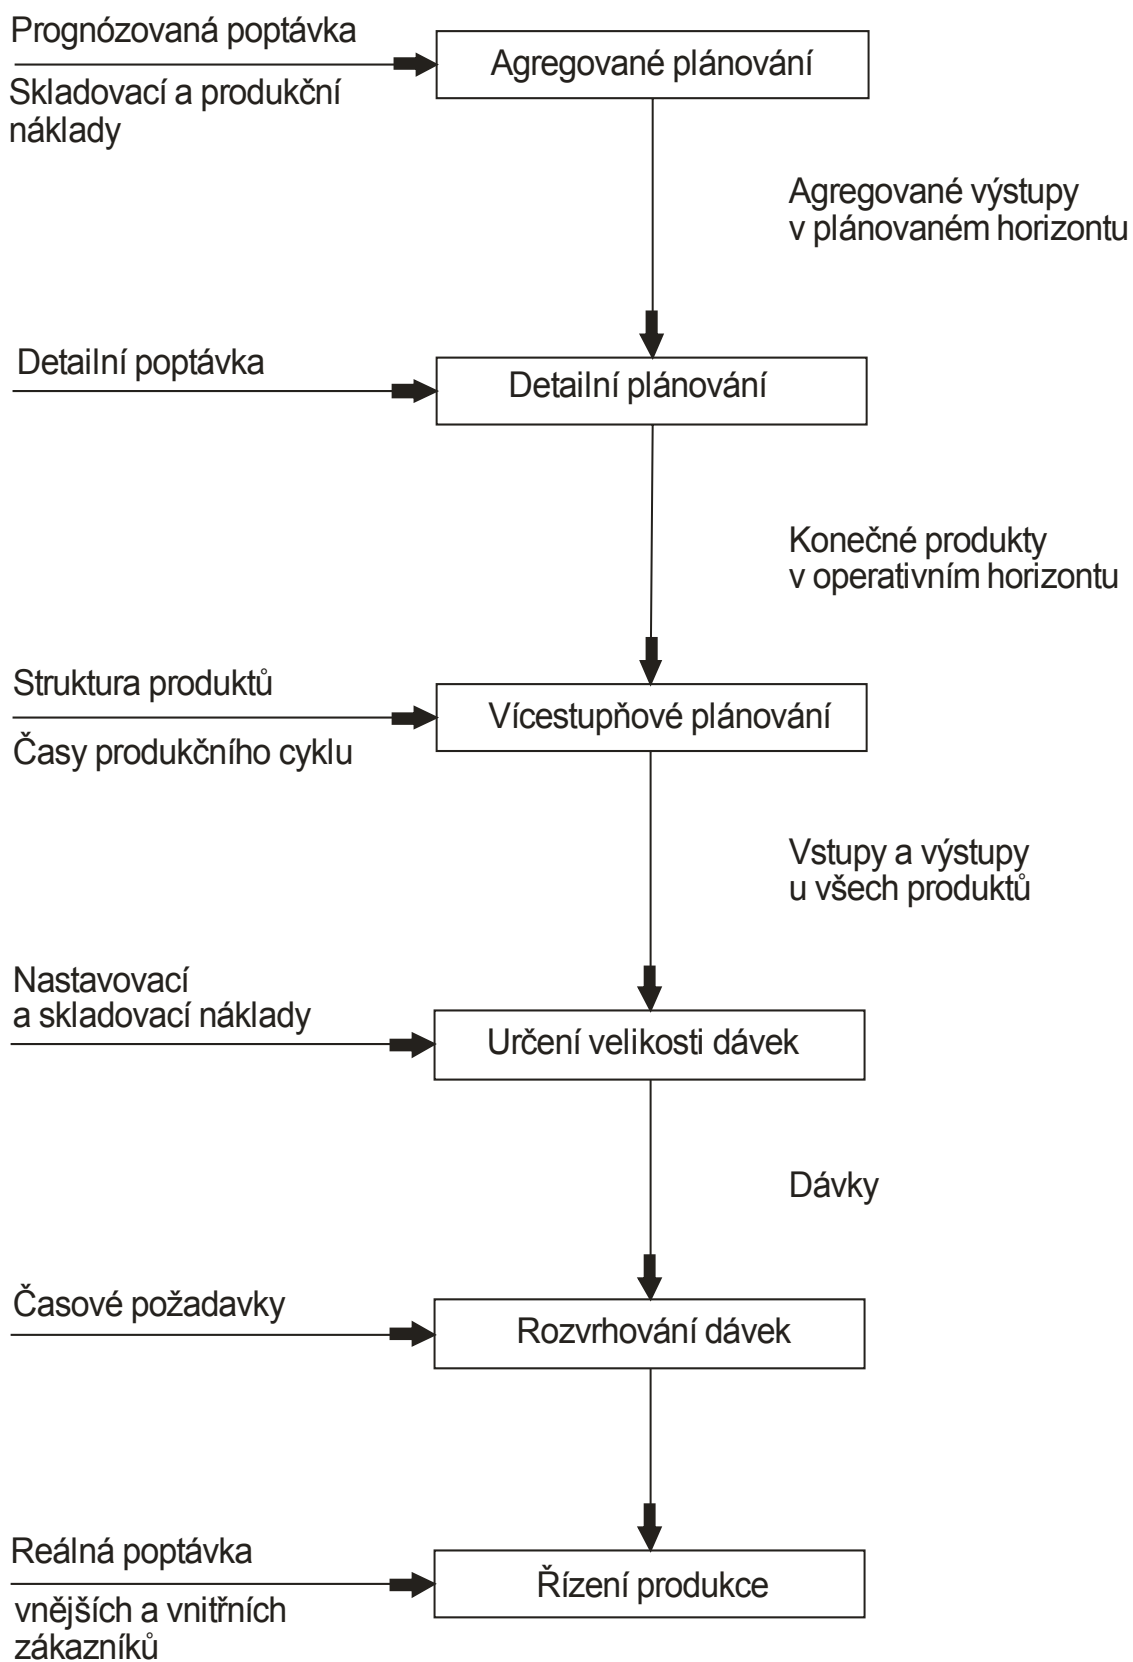 Prognózovaná poptávka
Agregované plánování
Skladovací a produkční
náklady
Agregované výstupy
v plánovaném horizontu
Detailní poptávka
Detailní plánování
Konečné produkty
v operativním horizontu
Struktura produktů
Vícestupňové plánování
Časy produkčního cyklu
Vstupy a výstupy
u všech produktů
Nastavovací
a skladovací náklady
Určení velikosti dávek
Dávky
Časové požadavky
Rozvrhování dávek
Reálná poptávka
Řízení produkce
vnějších a vnitřních
zákazníků